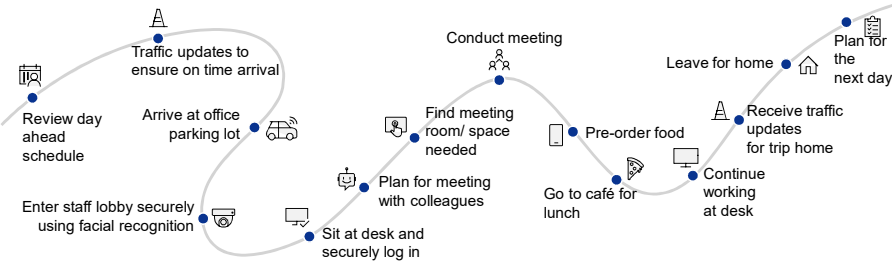 Review day
ahead
schedule
Traffic updates to
ensure on time arrival
Arrive at office
parking lot
Enter staff lobby securely
using facial recognition
Sit at desk and
securely log in
Plan for meeting
with colleagues
Find meeting
room/ space
needed
Conduct meeting
Pre-order food
Go to café for
lunch
Continue
working
at desk
Receive traffic
updates
for trip home
Leave for home
Plan for
the
next day